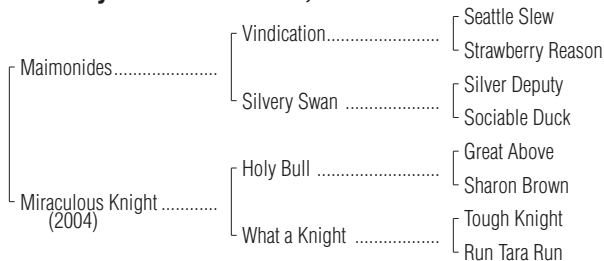 Seattle Slew
Vindication.......................
Strawberry Reason
Maimonides.....................
Silver Deputy
Silvery Swan ...................
Sociable Duck
Great Above
Holy Bull .........................
Sharon Brown
Miraculous Knight ............
(2004)
Tough Knight
What a Knight .................
Run Tara Run